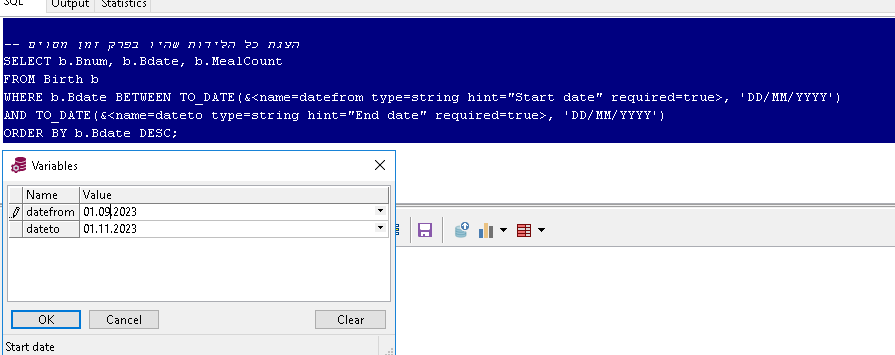 SQL Output Statistics
-- הצגת כל הלידות שהיו בפרק זמן מסוים
SELECT b.Bnum, b.Bdate, b.MealCount
FROM Birth b
WHERE b.Bdate BETWEEN TO_DATE(&<name=datefrom type=string hint="Start date" required=true>, 'DD/MM/YYYY')
AND TO_DATE(&<name=dateto type=string hint="End date" required=true>, 'DD/MM/YYYY')
ORDER BY b.Bdate DESC;
Variables
Name Value
datefrom 01.09.2023
dateto 01.11.2023
OK Cancel Clear
Start date